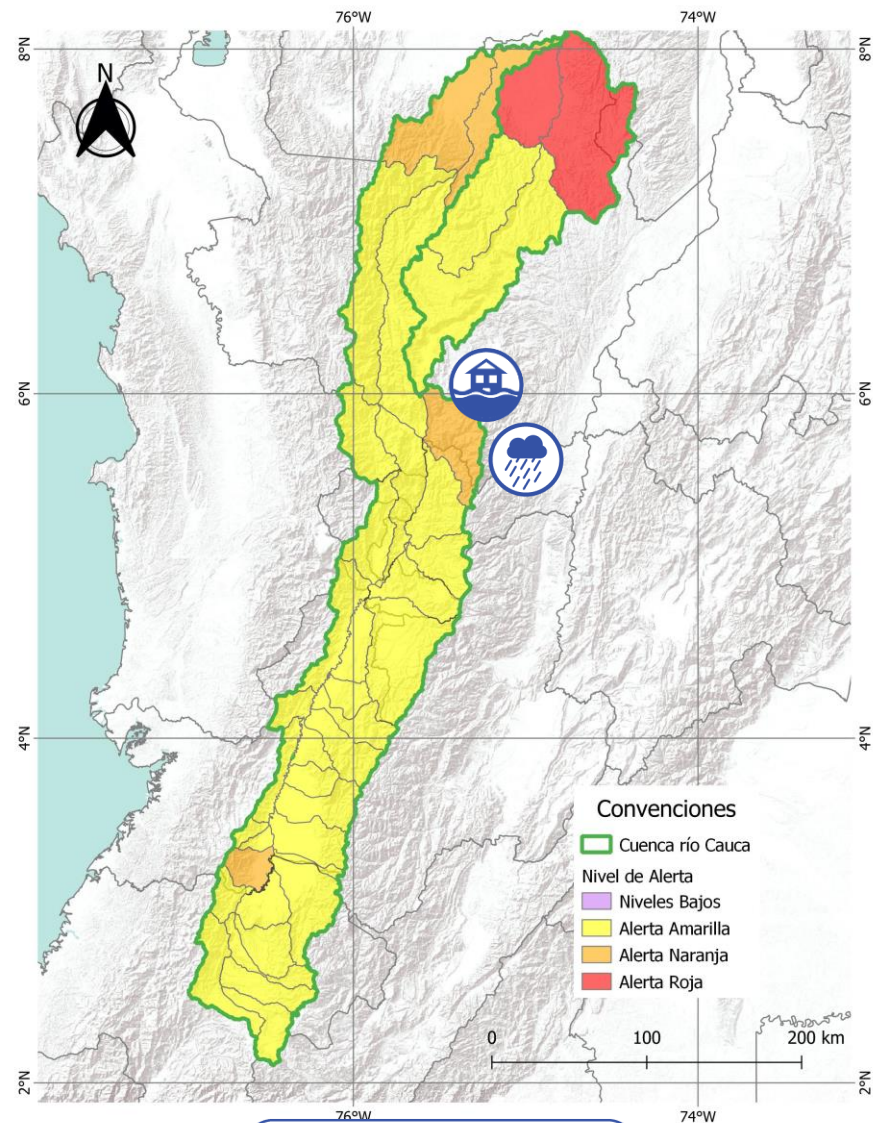 76°W 74°W
8°N 8°N
N
6°N 6°N
4°N 4°N
Convenciones
Cuenca río Cauca
Nivel de Alerta
Niveles Bajos
Alerta Amarilla
Alerta Naranja
Alerta Roja
0 100 200 km
2°N 2°N
76°W 74°W